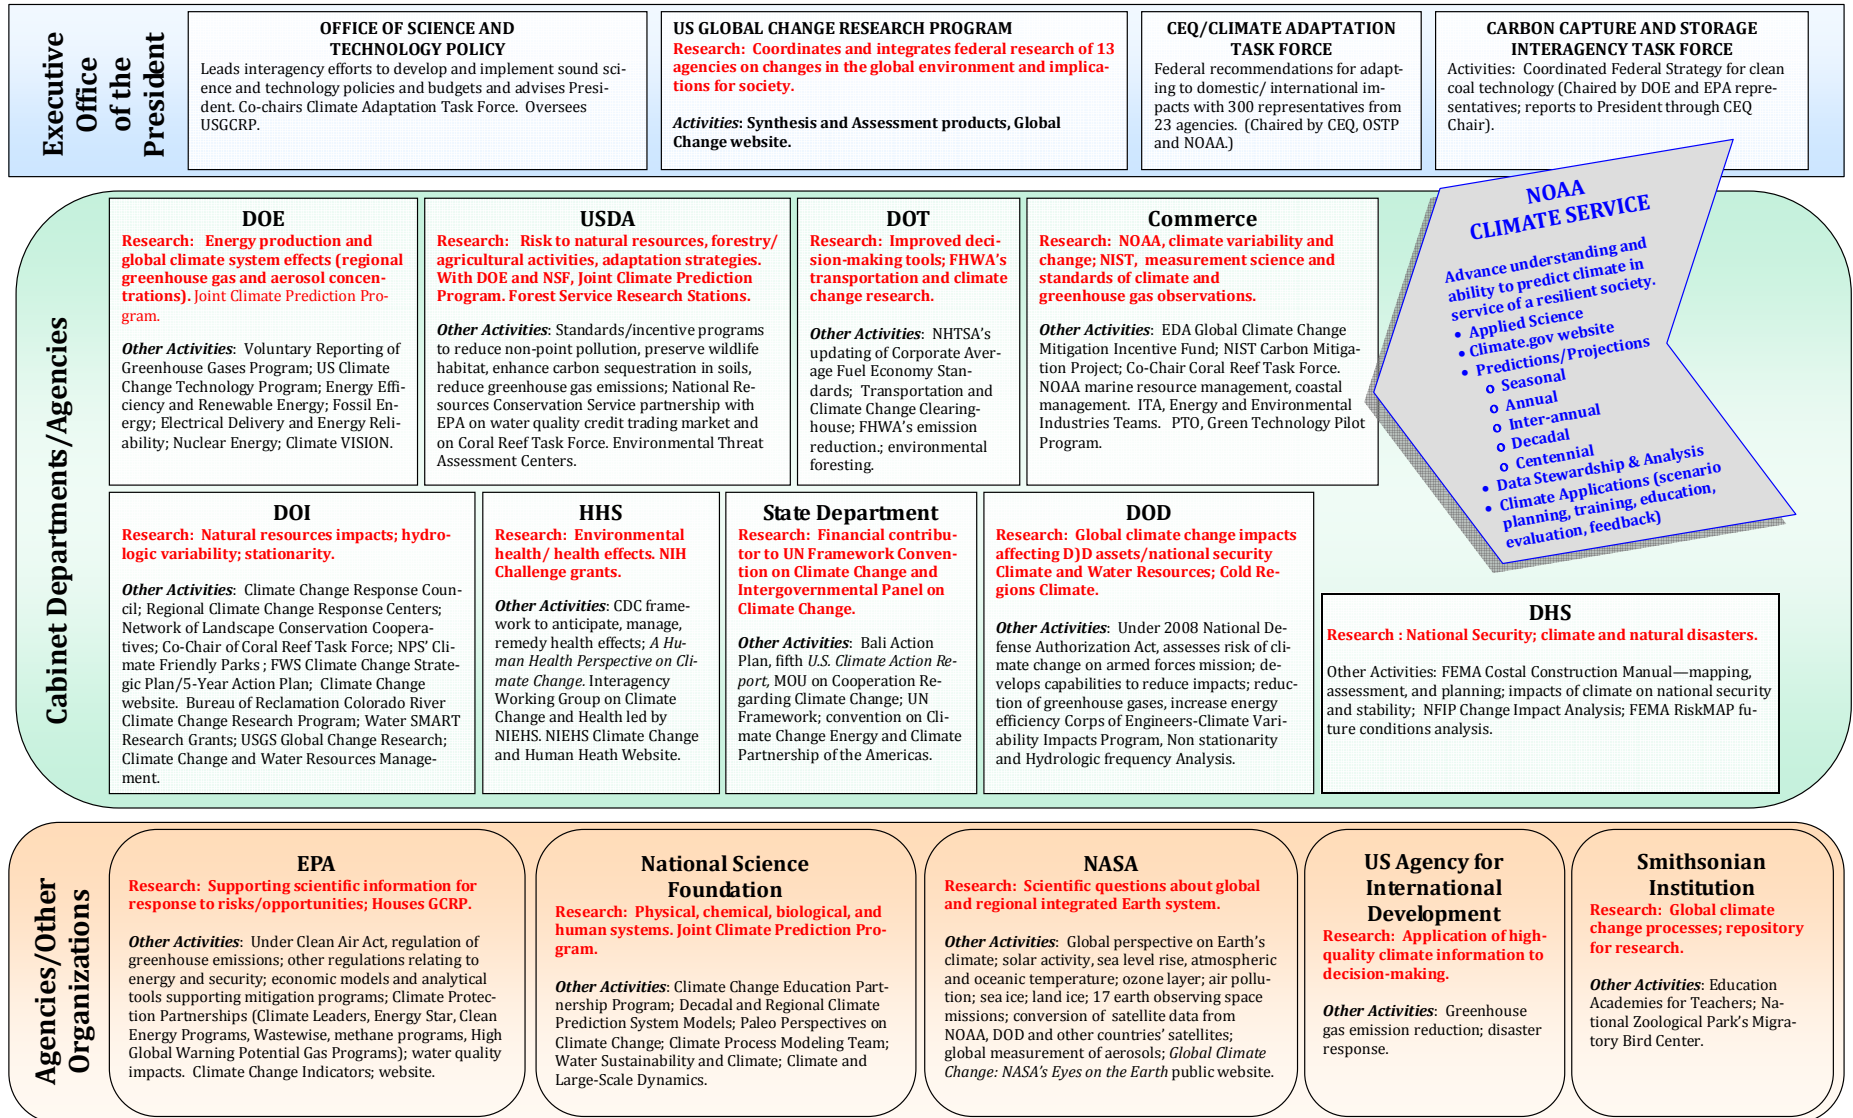 Executive
Office
of the
President
OFFICE OF SCIENCE AND
TECHNOLOGY POLICY
Leads interagency efforts to develop and implement sound sci-
ence and technology policies and budgets and advises Presi-
dent. Co-chairs Climate Adaptation Task Force.  Oversees
USGCRP.
US GLOBAL CHANGE RESEARCH PROGRAM
Research:  Coordinates and integrates federal research of 13
agencies on changes in the global environment and implica-
tions for society.
Activities: Synthesis and Assessment products, Global
Change website.
CEQ/CLIMATE ADAPTATION
TASK FORCE
Federal recommendations for adapt-
ing to domestic/ international im-
pacts with 300 representatives from
23 agencies.  (Chaired by CEQ, OSTP
and NOAA.)
CARBON CAPTURE AND STORAGE
INTERAGENCY TASK FORCE
Activities:  Coordinated Federal Strategy for clean
coal technology (Chaired by DOE and EPA repre-
sentatives; reports to President through CEQ
Chair).
Cabinet Departments/Agencies
DOE
Research:   Energy production and
global climate system effects (regional
greenhouse gas and aerosol concen-
trations). Joint Climate Prediction Pro-
gram.
Other Activities:  Voluntary Reporting of
Greenhouse Gases Program; US Climate
Change Technology Program; Energy Effi-
ciency and Renewable Energy; Fossil En-
ergy; Electrical Delivery and Energy Reli-
ability; Nuclear Energy; Climate VISION.
USDA
Research:   Risk to natural resources, forestry/
agricultural activities, adaptation strategies.
With DOE and NSF, Joint Climate Prediction
Program. Forest Service Research Stations.
Other Activities: Standards/incentive programs
to reduce non-point pollution, preserve wildlife
habitat, enhance carbon sequestration in soils,
reduce greenhouse gas emissions; National Re-
sources Conservation Service partnership with
EPA on water quality credit trading market and
on Coral Reef Task Force. Environmental Threat
Assessment Centers.
DOT
Research:  Improved deci-
sion-making tools; FHWA's
transportation and climate
change research.
Other Activities:  NHTSA's
updating of Corporate Aver-
age Fuel Economy Stan-
dards;  Transportation and
Climate Change Clearing-
house; FHWA's emission
reduction.; environmental
foresting.
Commerce
Research:  NOAA, climate variability and
change; NIST,  measurement science and
standards of climate and
greenhouse gas observations.
Other Activities:  EDA Global Climate Change
Mitigation Incentive Fund; NIST Carbon Mitiga-
tion Project; Co-Chair Coral Reef Task Force.
NOAA marine resource management, coastal
management.  ITA, Energy and Environmental
Industries Teams.   PTO, Green Technology Pilot
Program.
NOAA
CLIMATE SERVICE
Advance understanding and
ability to predict climate in
service of a resilient society.
• Applied Science
• Climate.gov website
• Predictions/Projections
o Seasonal
o Annual
o Inter-annual
o Decadal
o Centennial
• Data Stewardship & Analysis
• Climate Applications (scenario
planning, training, education,
evaluation, feedback)
DOI
Research:  Natural resources impacts; hydro-
logic variability; stationarity.
Other Activities:  Climate Change Response Coun-
cil; Regional Climate Change Response Centers;
Network of Landscape Conservation Coopera-
tives; Co-Chair of Coral Reef Task Force; NPS' Cli-
mate Friendly Parks ; FWS Climate Change Strate-
gic Plan/5-Year Action Plan;  Climate Change
website.  Bureau of Reclamation Colorado River
Climate Change Research Program; Water SMART
Research Grants; USGS Global Change Research;
Climate Change and Water Resources Manage-
ment.
HHS
Research:  Environmental
health/ health effects. NIH
Challenge grants.
Other Activities: CDC frame-
work to anticipate, manage,
remedy health effects; A Hu-
man Health Perspective on Cli-
mate Change. Interagency
Working Group on Climate
Change and Health led by
NIEHS. NIEHS Climate Change
and Human Heath Website.
State Department
Research:  Financial contribu-
tor to UN Framework Conven-
tion on Climate Change and
Intergovernmental Panel on
Climate Change.
Other Activities:  Bali Action
Plan, fifth U.S. Climate Action Re-
port, MOU on Cooperation Re-
garding Climate Change; UN
Framework; convention on Cli-
mate Change Energy and Climate
Partnership of the Americas.
DOD
Research:  Global climate change impacts
affecting D)D assets/national security
Climate and Water Resources; Cold Re-
gions Climate.
Other Activities:  Under 2008 National De-
fense Authorization Act, assesses risk of cli-
mate change on armed forces mission; de-
velops capabilities to reduce impacts; reduc-
tion of greenhouse gases, increase energy
efficiency Corps of Engineers-Climate Vari-
ability Impacts Program, Non stationarity
and Hydrologic frequency Analysis.
DHS
Research : National Security; climate and natural disasters.
Other Activities: FEMA Costal Construction Manual—mapping,
assessment, and planning; impacts of climate on national security
and stability;  NFIP Change Impact Analysis; FEMA RiskMAP fu-
ture conditions analysis.
Agencies/Other
Organizations
EPA
Research:  Supporting scientific information for
response to risks/opportunities; Houses GCRP.
Other Activities:  Under Clean Air Act, regulation of
greenhouse emissions; other regulations relating to
energy and security; economic models and analytical
tools supporting mitigation programs; Climate Protec-
tion Partnerships (Climate Leaders, Energy Star, Clean
Energy Programs, Wastewise, methane programs, High
Global Warning Potential Gas Programs); water quality
impacts.  Climate Change Indicators; website.
National Science
Foundation
Research:  Physical, chemical, biological, and
human systems. Joint Climate Prediction Pro-
gram.
Other Activities: Climate Change Education Part-
nership Program; Decadal and Regional Climate
Prediction System Models; Paleo Perspectives on
Climate Change; Climate Process Modeling Team;
Water Sustainability and Climate; Climate and
Large-Scale Dynamics.
NASA
Research:  Scientific questions about global
and regional integrated Earth system.
Other Activities:  Global perspective on Earth's
climate; solar activity, sea level rise, atmospheric
and oceanic temperature; ozone layer; air pollu-
tion; sea ice; land ice; 17 earth observing space
missions; conversion of satellite data from
NOAA, DOD and other countries' satellites;
global measurement of aerosols; Global Climate
Change: NASA's Eyes on the Earth public website.
US Agency for
International
Development
Research:  Application of high-
quality climate information to
decision-making.
Other Activities:  Greenhouse
gas emission reduction; disaster
response.
Smithsonian
Institution
Research:  Global climate
change processes; repository
for research.
Other Activities: Education
Academies for Teachers; Na-
tional Zoological Park's Migra-
tory Bird Center.